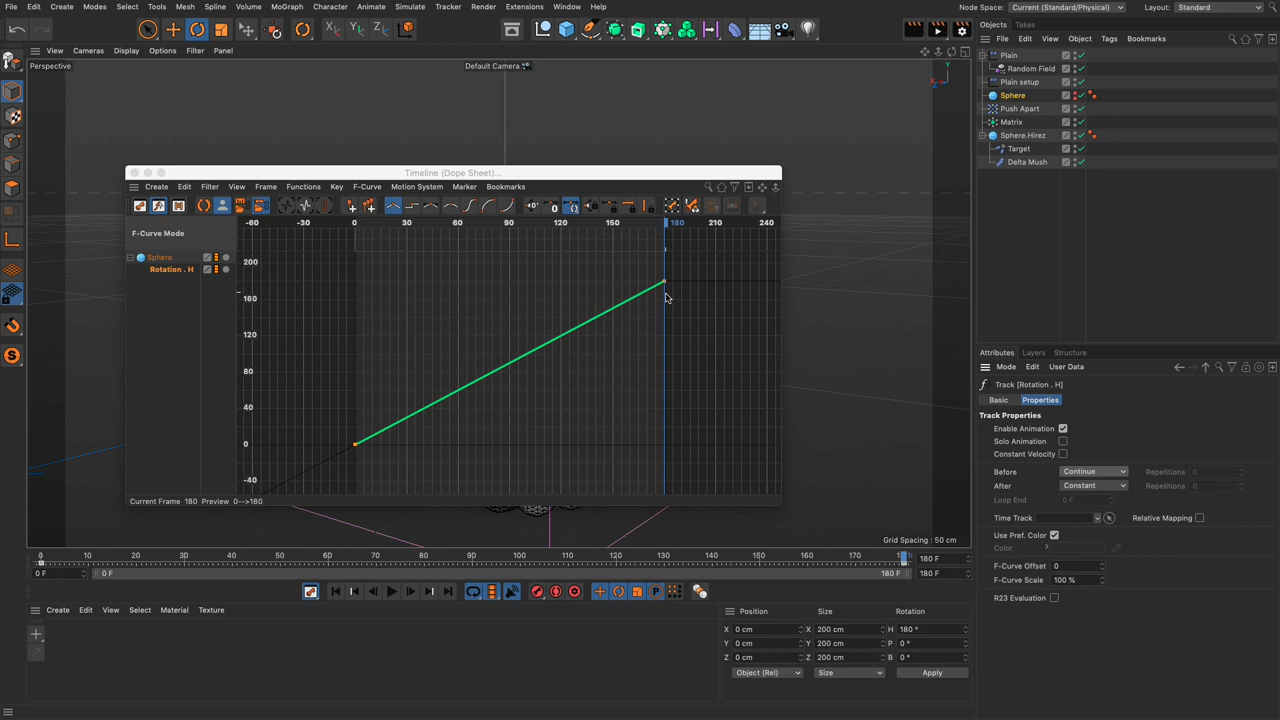 File Edit Create Modes Select Tools Mesh Spline Volume MoGraph Character Animate Simulate Tracker Render Extensions Window Help Node Space: Current (Standard/Physical) Layout: Standard
Objects Takes
View Cameras Display Options Filter Panel
File Edit View Object Tags Bookmarks
Perspective
Default Camera
Y
X
Plain
Random Field
Plain setup
Sphere
Push Apart
Matrix
Sphere.Hirez
Target
Delta Mush
Timeline (Dope Sheet)...
Create Edit Filter View Frame Functions Key F-Curve Motion System Marker Bookmarks
-60 -30 0 30 60 90 120 150 180 210 240
F-Curve Mode
Sphere
Rotation . H
200
160
120
80
40
0
-40
Current Frame 180 Preview 0-->180
Grid Spacing : 50 cm
0 10 20 30 40 50 60 70 80 90 100 110 120 130 140 150 160 170
180 F
0 F
0 F
180 F
180 F
Create Edit View Select Material Texture
Position Size Rotation
X 0 cm X 200 cm H 180 °
Y 0 cm Y 200 cm P 0 °
Z 0 cm Z 200 cm B 0 °
Object (Rel) Size Apply
Attributes Layers Structure
Mode Edit User Data
Track [Rotation . H]
Basic Properties
Track Properties
Enable Animation
Solo Animation
Constant Velocity
Before Continue Repetitions 0
After Constant Repetitions 0
Loop End 0 F
Time Track Relative Mapping
Use Pref. Color
Color
F-Curve Offset 0
F-Curve Scale 100 %
R23 Evaluation